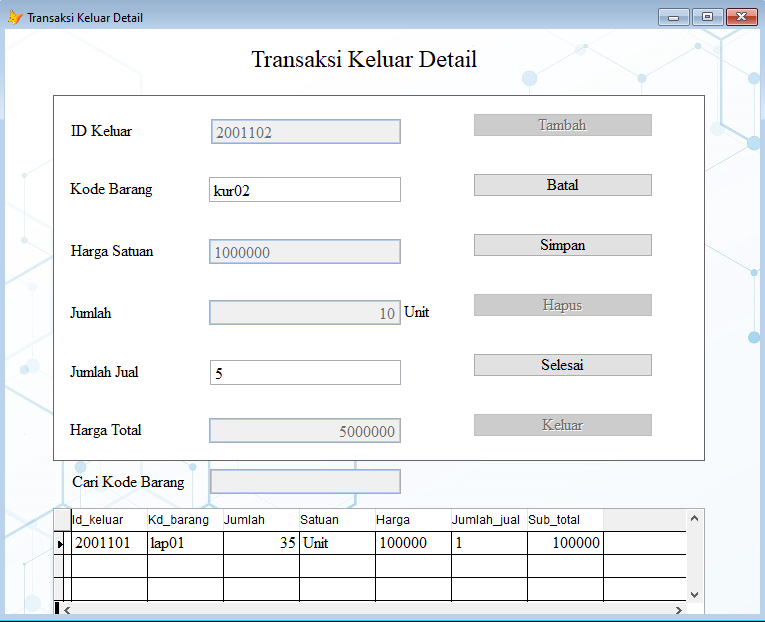 Transaksi Keluar Detail
Transaksi Keluar Detail
ID Keluar 2001102 Tambah
Kode Barang kur02 Batal
Harga Satuan 1000000 Simpan
Jumlah 10 Unit Hapus
Jumlah Jual 5 Selesai
Harga Total 5000000 Keluar
Cari Kode Barang
Id_keluar Kd_barang Jumlah Satuan Harga Jumlah_jual Sub_total
2001101 lap01 35 Unit 100000 1 100000